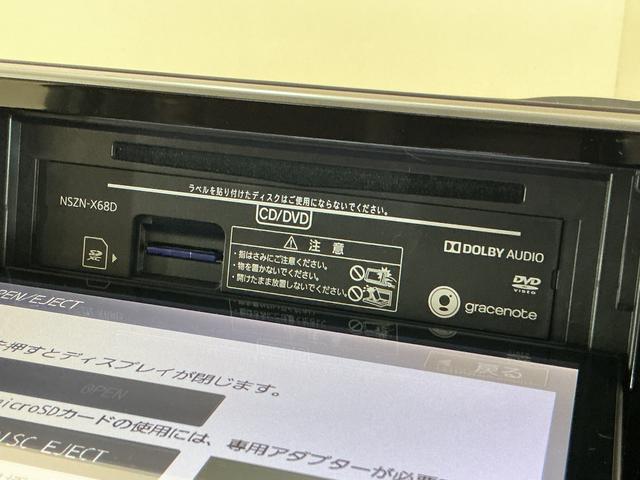 ラベルを貼り付けたディスクはご使用にならないでください。
NSZN-X68D
CD/DVD
注意
・指はさみにご注意ください。
・物を置かないでください。
・開けたまま放置しないでください。
DOLBY AUDIO
DVD
VIDEO
gracenote
OPEN/EJECT
戻る
を押すとディスプレイが閉じます。
OPEN
microSDカードの使用には、専用アダプターが必要
DISC EJECT